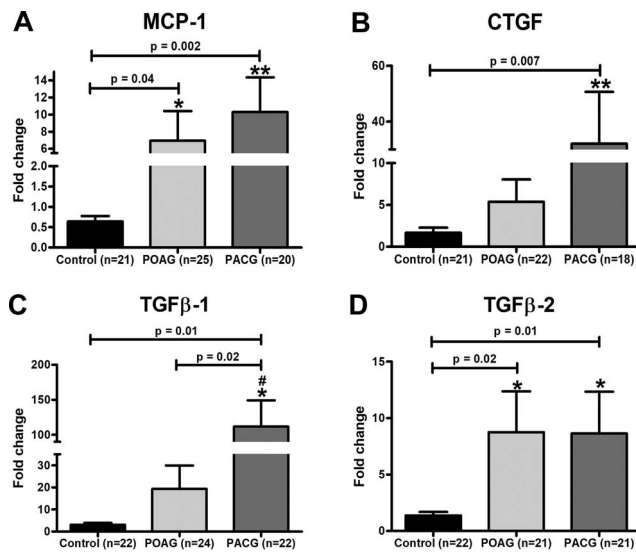 A
MCP-1
p = 0.002
p = 0.04
**
*
Fold change
14
12
10
8
6
2.0
1.5
1.0
0.5
0.0
Control (n=21) POAG (n=25) PACG (n=20)
B
CTGF
p = 0.007
**
Fold change
60
40
10
5
0
Control (n=21) POAG (n=22) PACG (n=18)
C
TGFβ-1
p = 0.01
p = 0.02
#
*
Fold change
200
150
100
30
20
10
0
Control (n=22) POAG (n=24) PACG (n=22)
D
TGFβ-2
p = 0.01
p = 0.02
*
*
Fold change
15
10
5
0
Control (n=22) POAG (n=21) PACG (n=21)